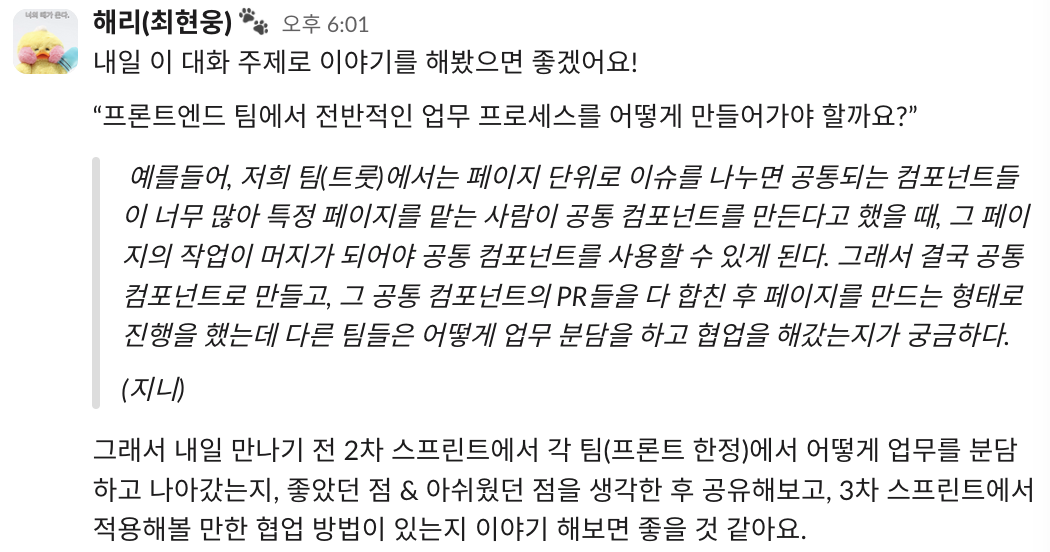 너의 때가 쏜다.
해리(최현웅) 🐾 오후 6:01
내일 이 대화 주제로 이야기를 해봤으면 좋겠어요!
“프론트엔드 팀에서 전반적인 업무 프로세스를 어떻게 만들어가야 할까요?”
예를들어, 저희 팀(트룻)에서는 페이지 단위로 이슈를 나누면 공통되는 컴포넌트들
이 너무 많아 특정 페이지를 맡는 사람이 공통 컴포넌트를 만든다고 했을 때, 그 페이
지의 작업이 머지가 되어야 공통 컴포넌트를 사용할 수 있게 된다. 그래서 결국 공통
컴포넌트로 만들고, 그 공통 컴포넌트의 PR들을 다 합친 후 페이지를 만드는 형태로
진행을 했는데 다른 팀들은 어떻게 업무 분담을 하고 협업을 해갔는지가 궁금하다.
(지니)
그래서 내일 만나기 전 2차 스프린트에서 각 팀(프론트 한정)에서 어떻게 업무를 분담
하고 나아갔는지, 좋았던 점 & 아쉬웠던 점을 생각한 후 공유해보고, 3차 스프린트에서
적용해볼 만한 협업 방법이 있는지 이야기 해보면 좋을 것 같아요.